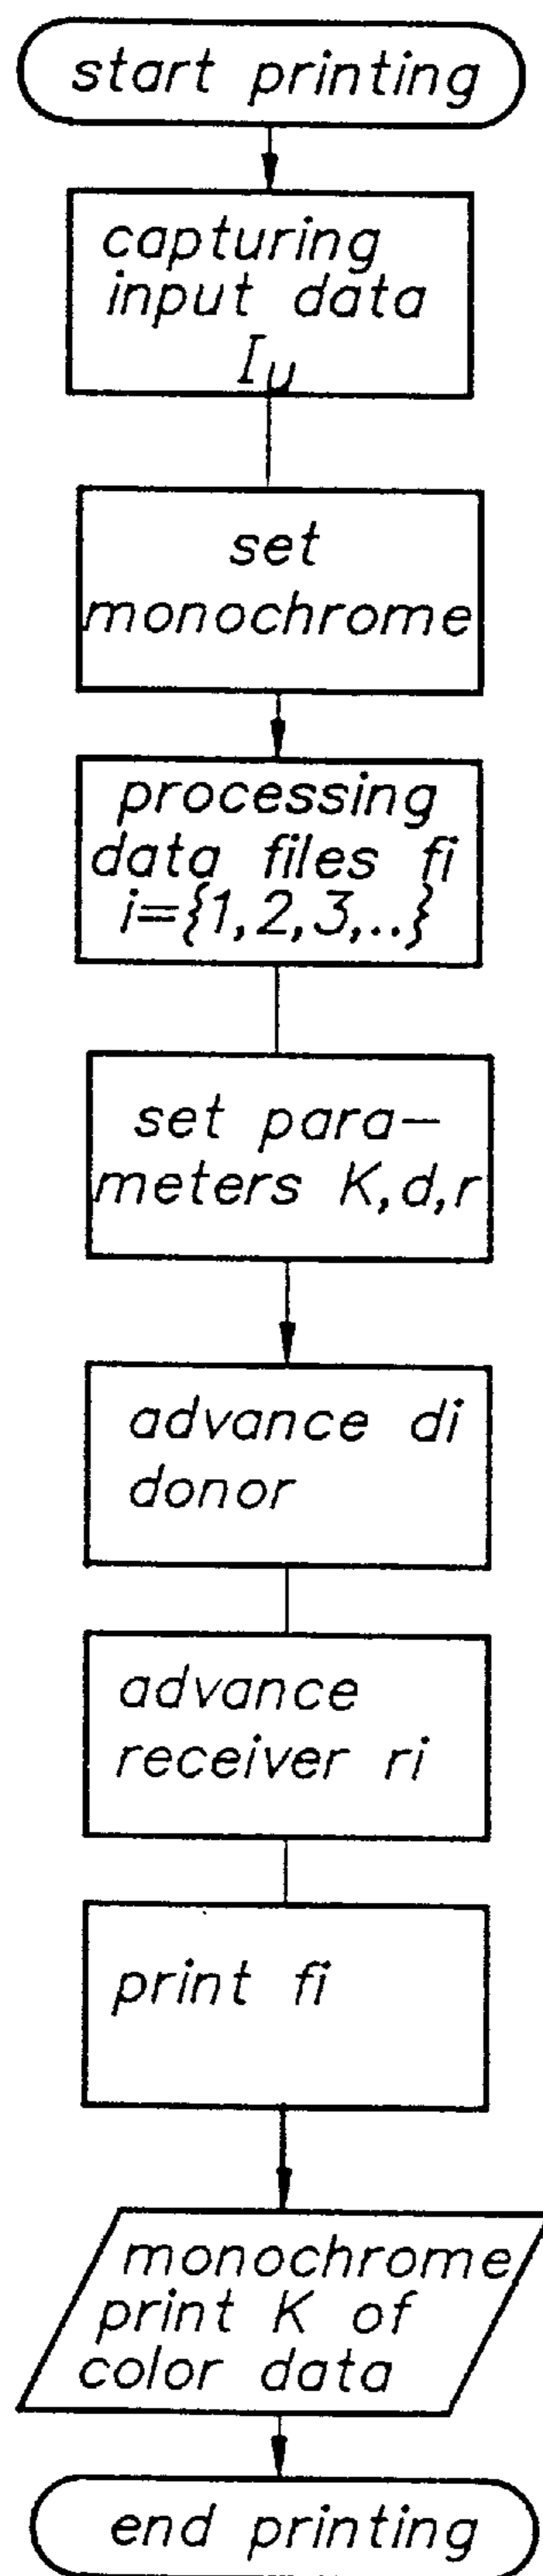 start printing
capturing
input data
Iu
set
monochrome
processing
data files fi
i={1,2,3,..}
set para-
meters K,d,r
advance di
donor
advance
receiver ri
print fi
monochrome
print K of
color data
end printing